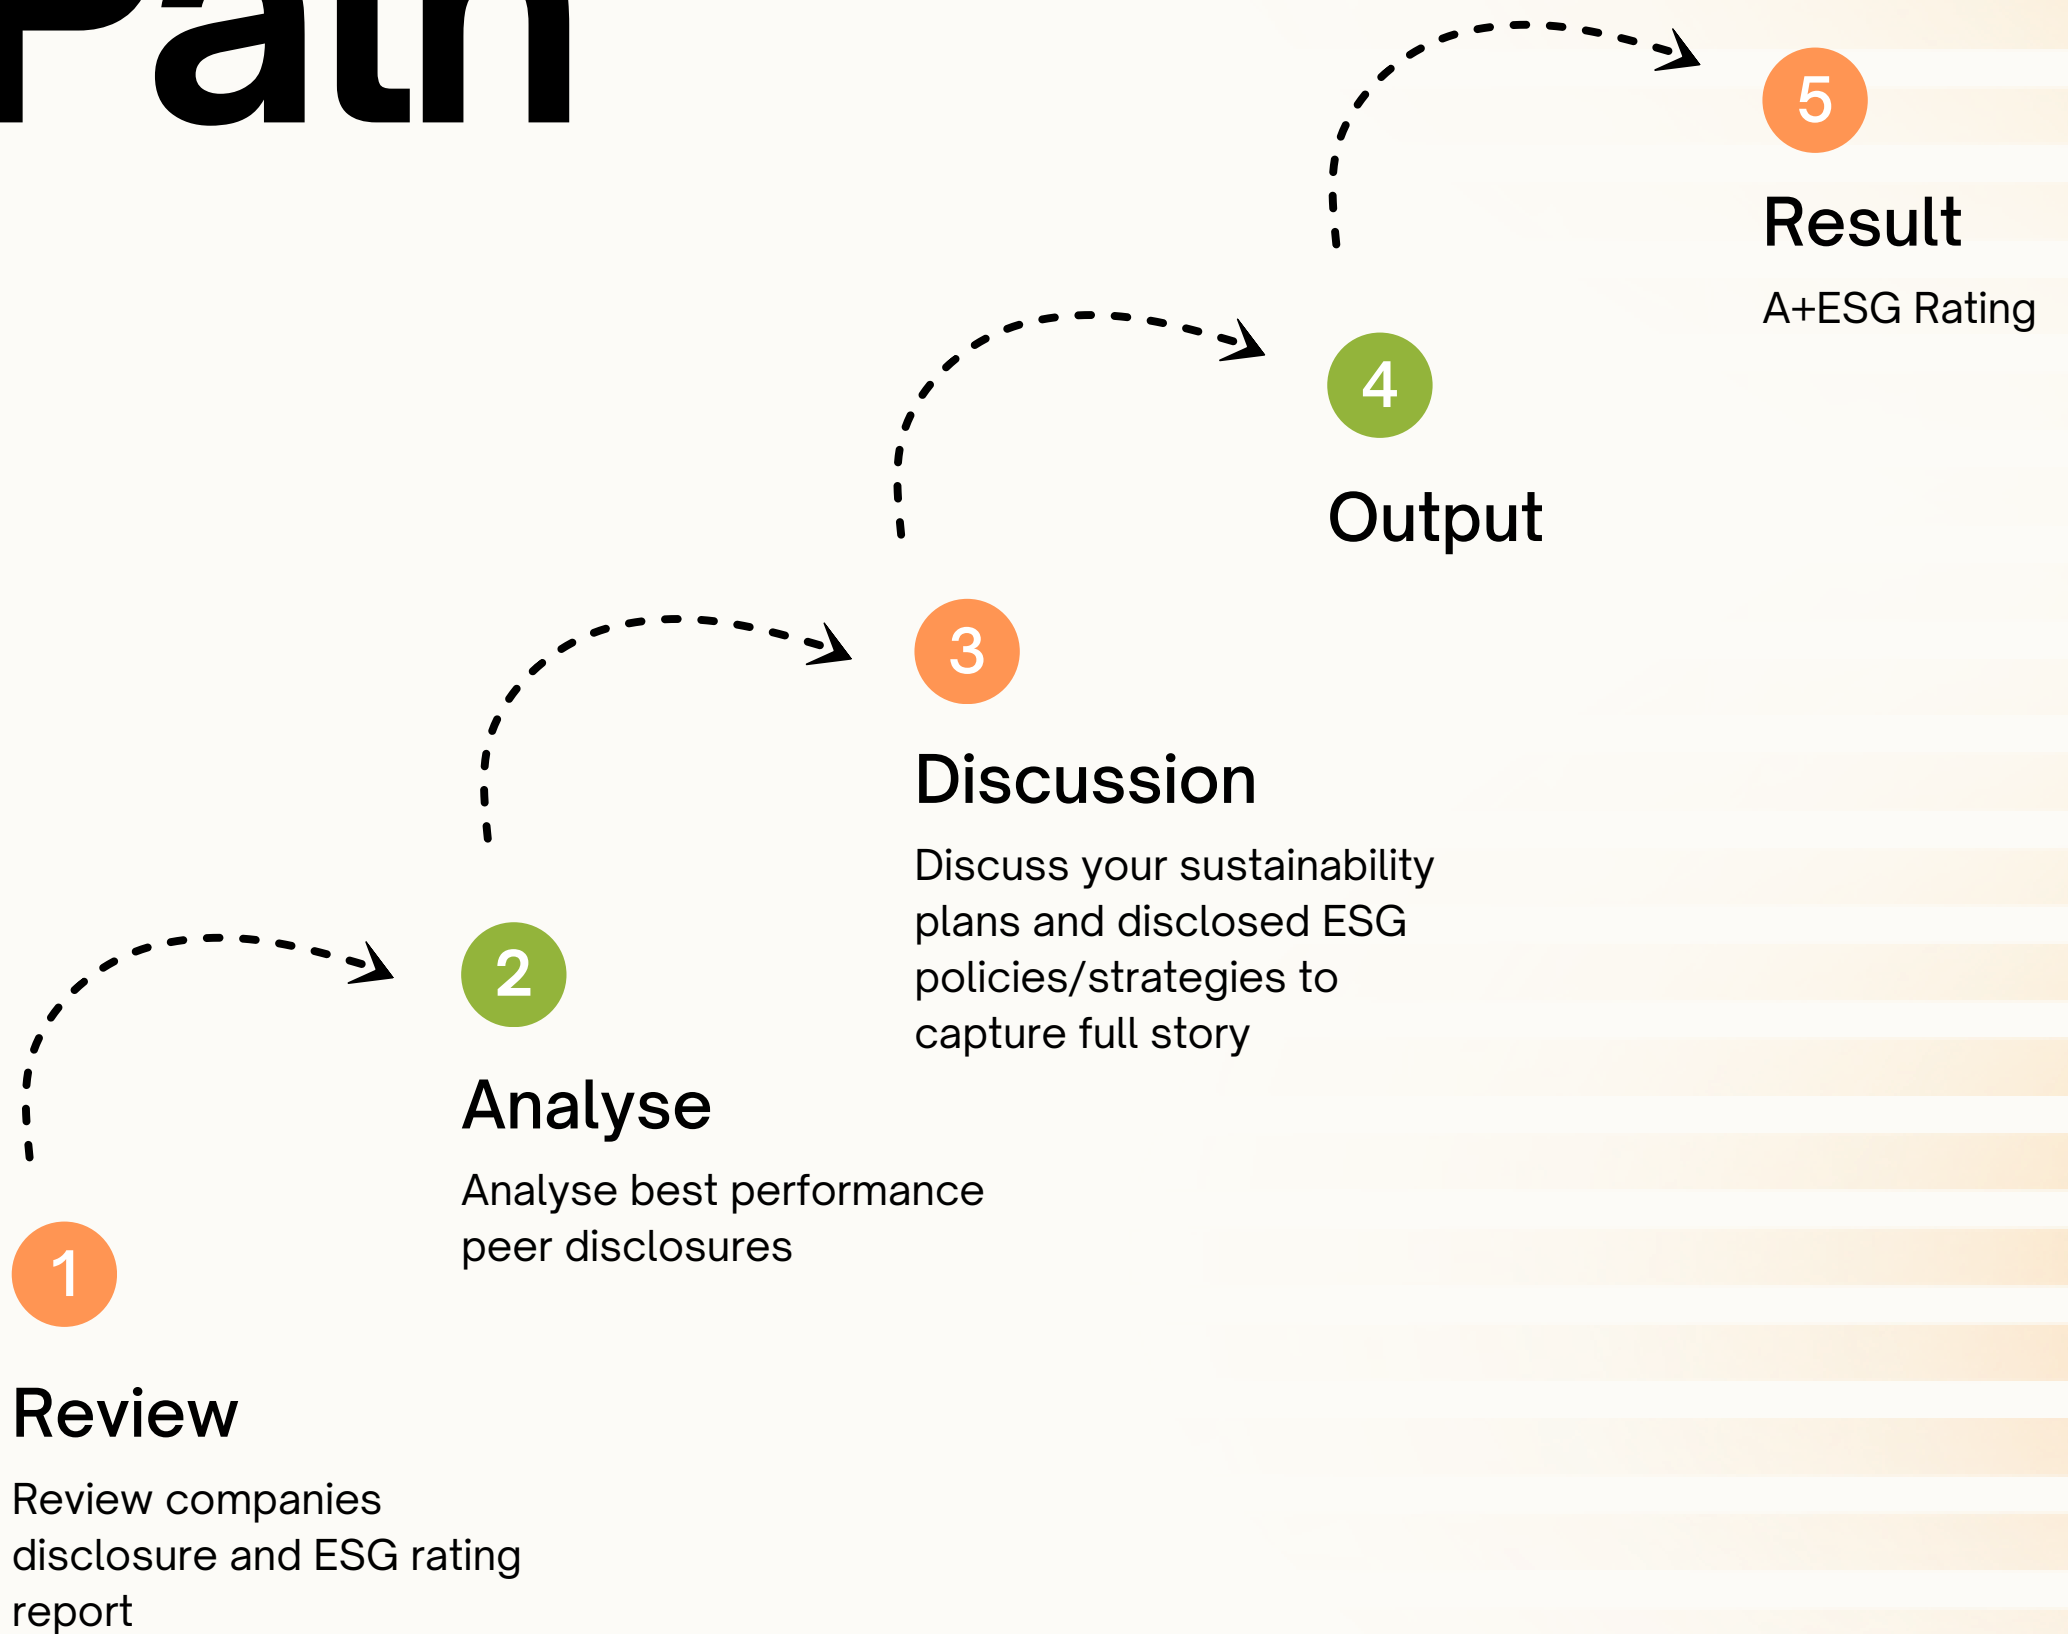 Path
5
Result
A+ESG Rating
4
Output
3
Discussion
Discuss your sustainability
plans and disclosed ESG
policies/strategies to
capture full story
2
Analyse
Analyse best performance
peer disclosures
1
Review
Review companies
disclosure and ESG rating
report